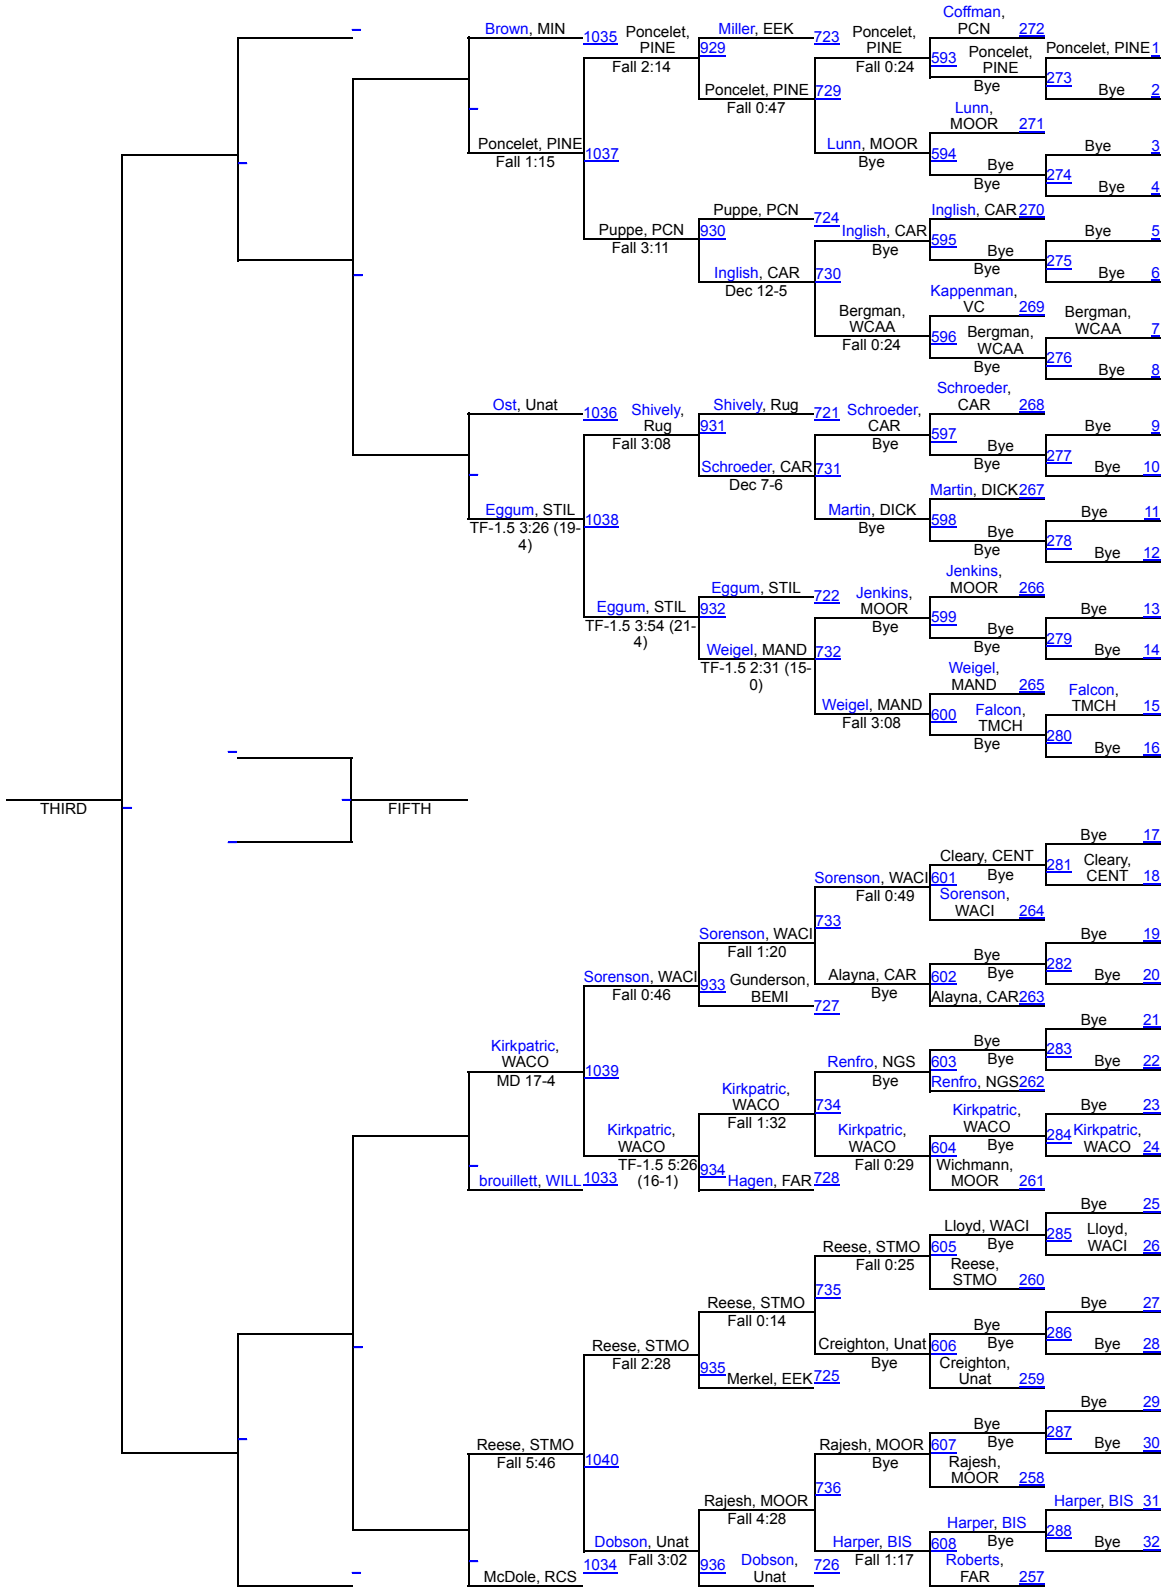 Coffman,
Brown, MIN 1035 Poncelet, Miller, EEK 723 Poncelet, PCN 272
PINE 929 PINE 593 Poncelet, Poncelet, PINE 1
Fall 2:14 Fall 0:24 PINE 273
Poncelet, PINE 729 Bye Bye 2
Fall 0:47 Lunn,
MOOR 271
Poncelet, PINE 1037 Lunn, MOOR 594 Bye Bye 3
Fall 1:15 Bye Bye 274
Bye 4
Puppe, PCN 724 Inglish, CAR 270
Puppe, PCN 930 Inglish, CAR 595 Bye Bye 5
Fall 3:11 Bye Bye 275
Inglish, CAR 730 Bye 6
Dec 12-5 Kappenman,
Bergman, VC 269 Bergman,
WCAA 596 Bergman, WCAA 7
Fall 0:24 WCAA 276
Bye Bye 8
Schroeder,
Ost, Unat 1036 Shively, Shively, Rug 721 Schroeder, CAR 268
Rug 931 CAR 597 Bye Bye 9
Fall 3:08 Bye Bye 277
Schroeder, CAR 731 Bye 10
Dec 7-6 Martin, DICK 267
Eggum, STIL 1038 Martin, DICK 598 Bye Bye 11
TF-1.5 3:26 (19- Bye Bye 278
4) Bye 12
Jenkins,
Eggum, STIL 722 Jenkins, MOOR 266
Eggum, STIL 932 MOOR 599 Bye Bye 13
TF-1.5 3:54 (21- Bye Bye 279
4) Weigel, MAND 732 Bye 14
TF-1.5 2:31 (15- Weigel,
0) MAND 265 Falcon,
Weigel, MAND 600 Falcon, TMCH 15
Fall 3:08 TMCH 280
Bye Bye 16
THIRD FIFTH
Bye 17
Cleary, CENT 281 Cleary,
Sorenson, WACI 601 Bye CENT 18
Fall 0:49 Sorenson,
733 WACI 264
Sorenson, WACI Bye 19
Fall 1:20 Bye 282
Sorenson, WACI 933 Gunderson, Alayna, CAR 602 Bye Bye 20
Fall 0:46 BEMI 727 Bye Alayna, CAR 263
Bye 21
Kirkpatric, Bye 283
WACO 1039 Renfro, NGS 603 Bye Bye 22
MD 17-4 Kirkpatric, Bye Renfro, NGS 262
WACO 734 Kirkpatric, Bye 23
Fall 1:32 Kirkpatric, WACO 284 Kirkpatric,
Kirkpatric, WACO 604 Bye WACO 24
WACO Fall 0:29 Wichmann,
brouillett, WILL 1033 TF-1.5 5:26 934 Hagen, FAR 728 MOOR 261
(16-1)
Bye 25
Lloyd, WACI 285 Lloyd,
Reese, STMO 605 Bye WACI 26
Fall 0:25 Reese,
735 STMO 260
Reese, STMO Bye 27
Fall 0:14 Bye 286
Reese, STMO Creighton, Unat 606 Bye Bye 28
Fall 2:28 935 Merkel, EEK 725 Bye Creighton,
Unat 259
Bye 29
Bye 287
Reese, STMO 1040 Rajesh, MOOR 607 Bye Bye 30
Fall 5:46 Bye Rajesh,
736 MOOR 258
Rajesh, MOOR Harper, BIS 31
Fall 4:28 Harper, BIS 288
Dobson, Unat Harper, BIS 608 Bye Bye 32
McDole, RCS 1034 Fall 3:02 936 Dobson, 726 Fall 1:17 Roberts,
Unat FAR 257